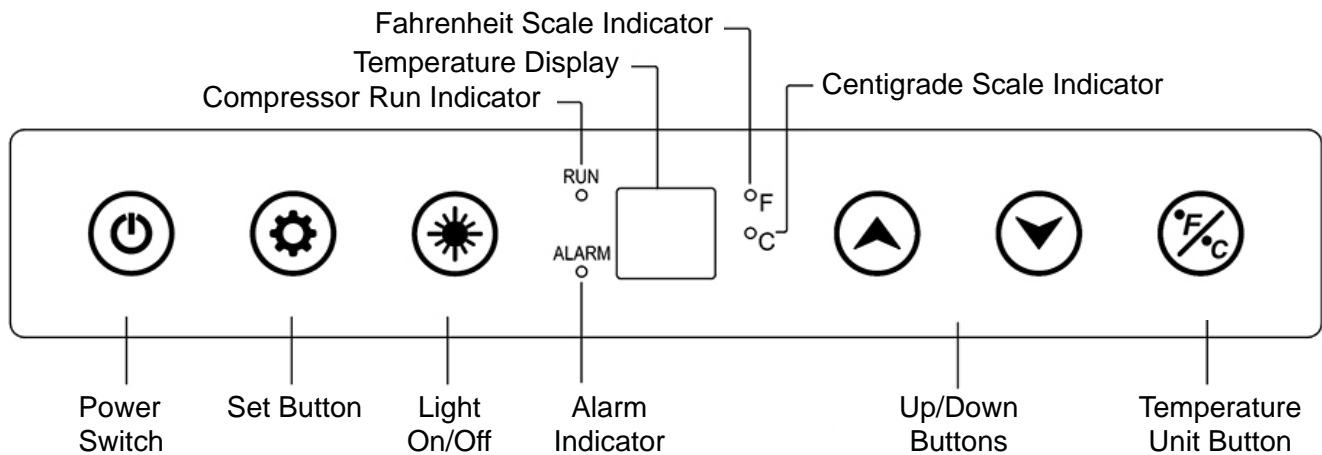 Fahrenheit Scale Indicator
Temperature Display
Centigrade Scale Indicator
Compressor Run Indicator
RUN
F
C
ALARM
°F/°C
Power
Switch
Set Button
Light
On/Off
Alarm
Indicator
Up/Down
Buttons
Temperature
Unit Button